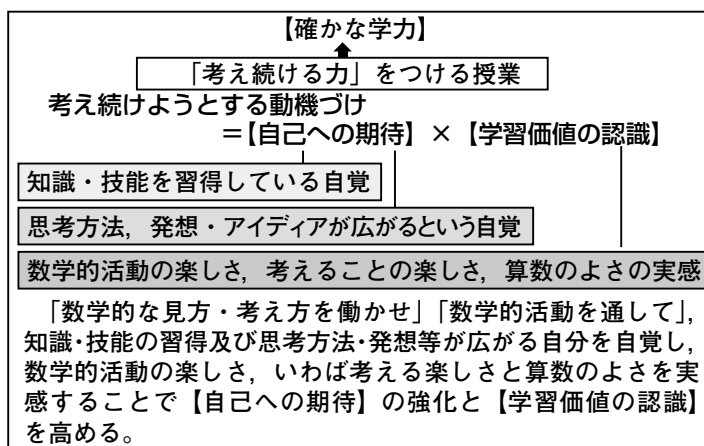 【確かな学力】
「考え続ける力」をつける授業
考え続けようとする動機づけ
＝【自己への期待】 × 【学習価値の認識】
知識・技能を習得している自覚
思考方法，発想・アイディアが広がるという自覚
数学的活動の楽しさ，考えることの楽しさ，算数のよさの実感
「数学的な見方・考え方を働かせ」「数学的活動を通して」，
知識・技能の習得及び思考方法・発想等が広がる自分を自覚し，
数学的活動の楽しさ，いわば考える楽しさと算数のよさを実
感することで【自己への期待】の強化と【学習価値の認識】
を高める。